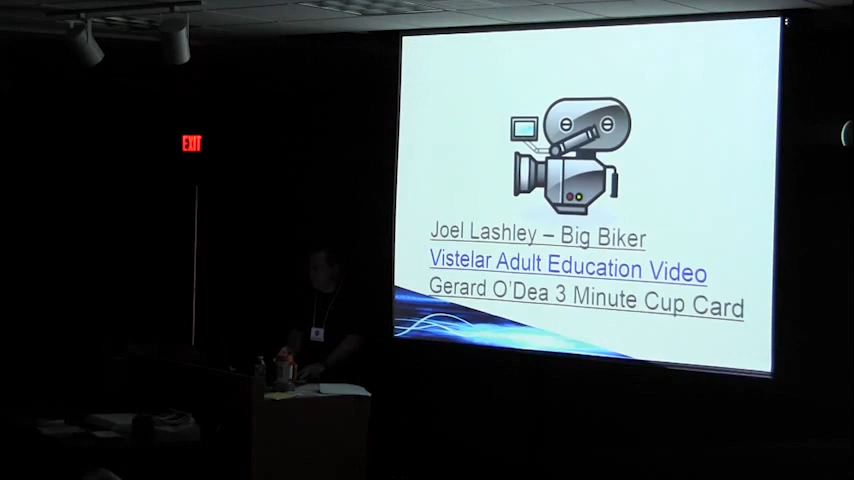 EXIT
Joel Lashley – Big Biker
Vistelar Adult Education Video
Gerard O'Dea 3 Minute Cup Card